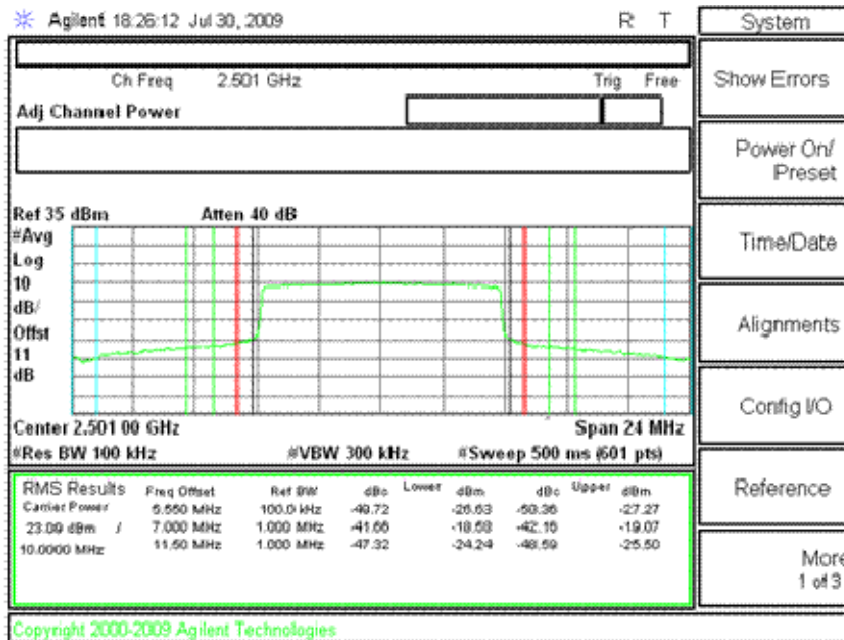 Agilent 18:26:12 Jul 30, 2009 R T
System
Ch Freq 2.501 GHz Trig Free
Show Errors
Adj Channel Power
Power On/
Preset
Ref 35 dBm Atten 40 dB
#Avg
Log
10
dB/
Offst
11
dB
Time/Date
Alignments
Config I/O
Center 2.501 00 GHz Span 24 MHz
#Res BW 100 kHz #VBW 300 kHz #Sweep 500 ms (601 pts)
RMS Results Freq Offset Ref BW dBc Lower dBm dBc Upper dBm
Carrier Power 5.550 MHz 100.0 kHz -49.72 -26.63 -50.36 -27.27
23.09 dBm / 7.000 MHz 1.000 MHz -41.66 -18.58 -42.16 -19.07
10.0000 MHz 11.50 MHz 1.000 MHz -47.32 -24.24 -48.59 -25.50
Reference
More
1 of 3
Copyright 2000-2009 Agilent Technologies